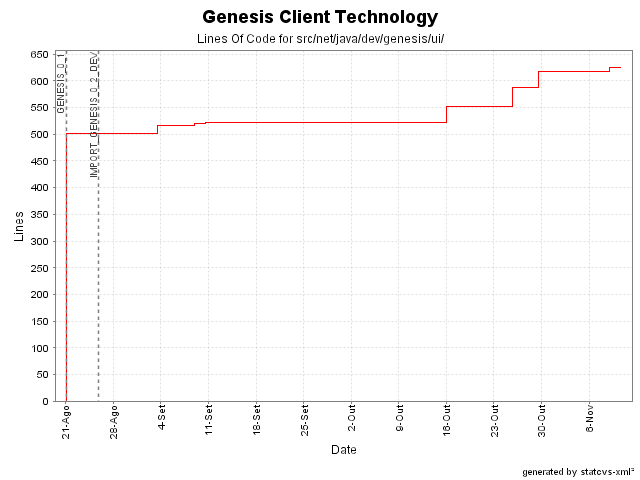 Genesis Client Technology
Lines Of Code for src/net/java/dev/genesis/ui/
650
600
550
500
450
400
350
300
250
200
150
100
50
0
Lines
GENESIS_0_1
IMPORT_GENESIS_0_2_DEV
21-Ago
28-Ago
4-Set
11-Set
18-Set
25-Set
2-Out
9-Out
16-Out
23-Out
30-Out
6-Nov
Date
generated by statcvs-xml²